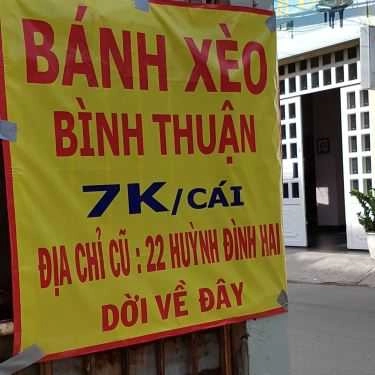 BÁNH XÈO
BÌNH THUẬN
7K/CÁI
ĐỊA CHỈ CŨ : 22 HUỲNH ĐÌNH HAI
DỜI VỀ ĐÂY